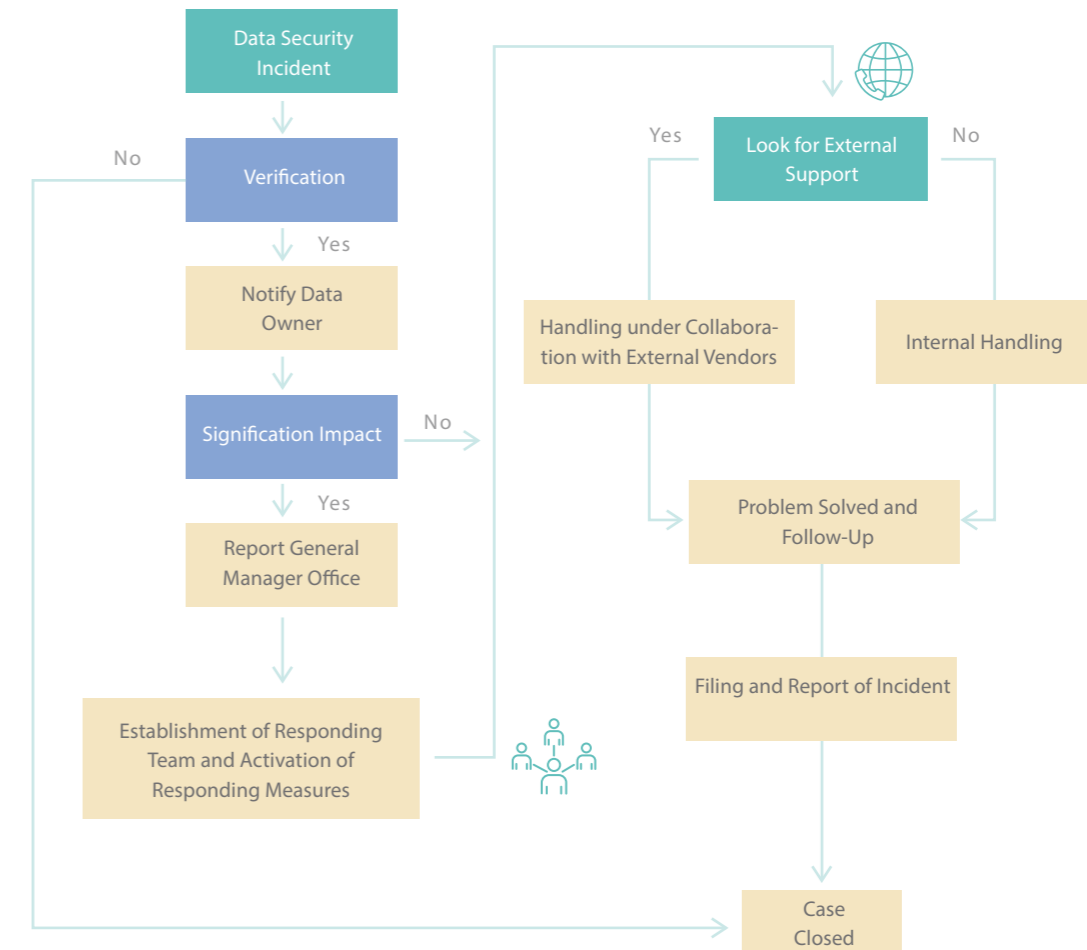 Data Security
Incident
No
Verification
Yes
Notify Data
Owner
Signification Impact
No
Yes
Report General
Manager Office
Establishment of Responding
Team and Activation of
Responding Measures
Yes
Look for External
Support
No
Handling under Collabora-
tion with External Vendors
Internal Handling
Problem Solved and
Follow-Up
Filing and Report of Incident
Case
Closed